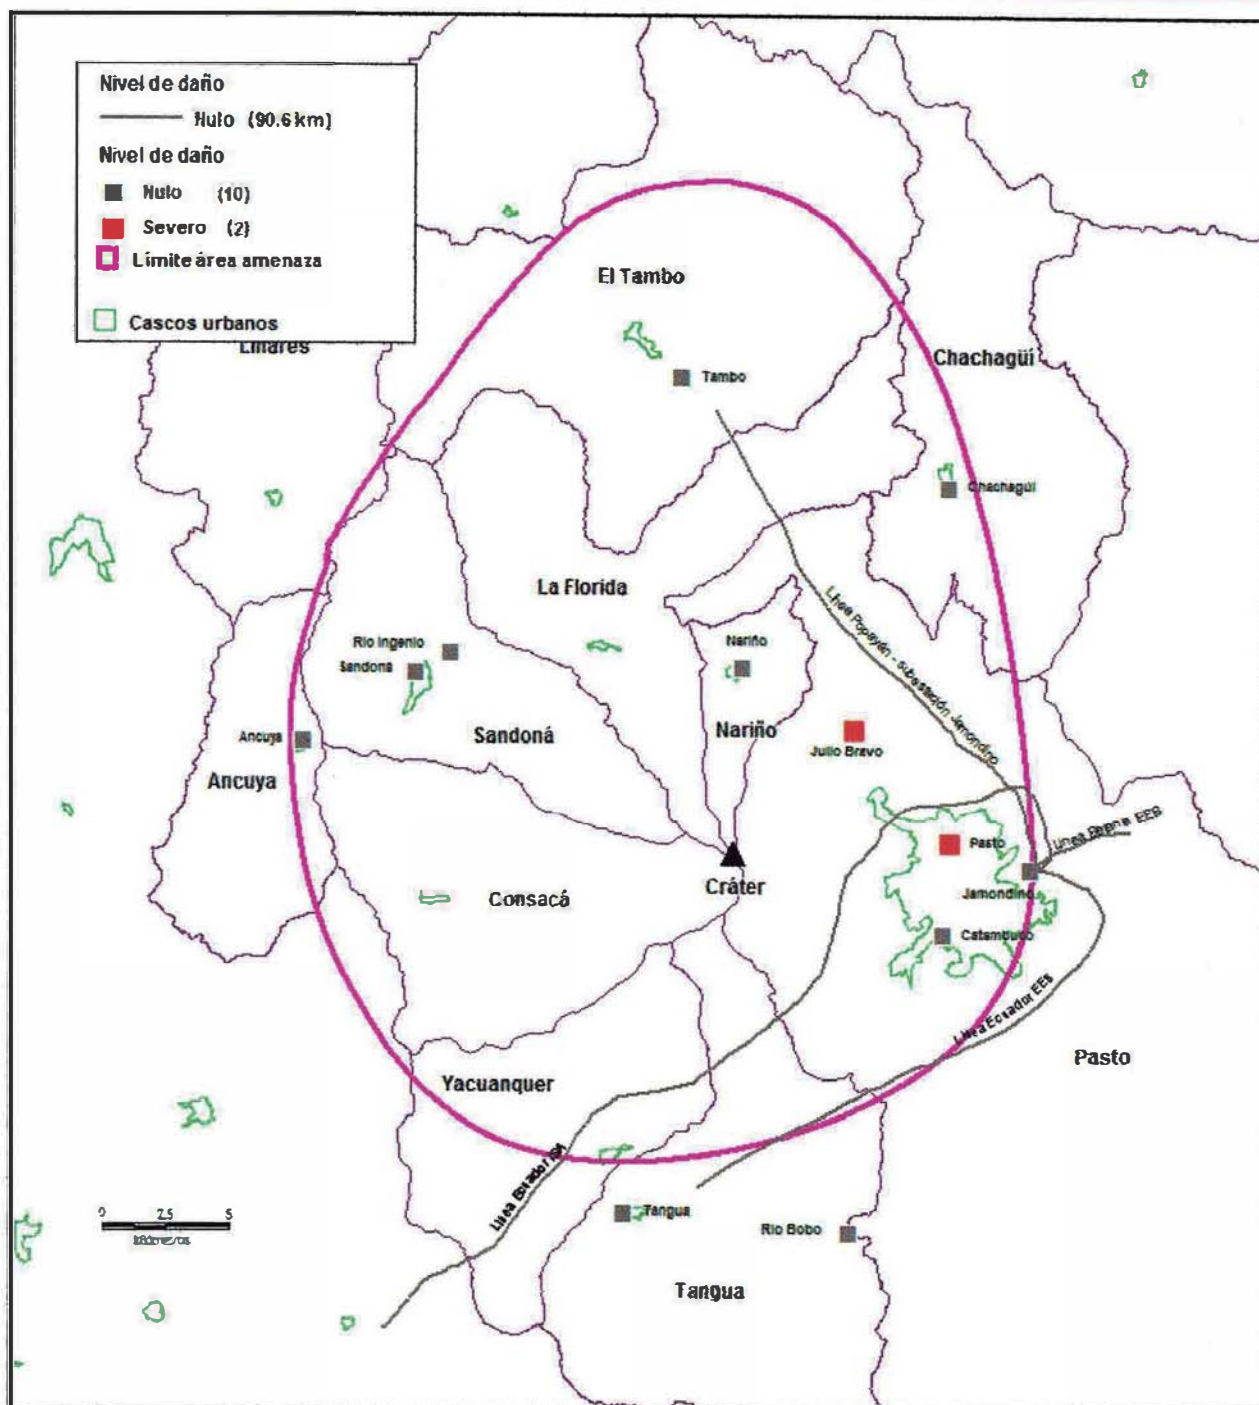 Nivel de daño
Nulo (90.6 km)
Nivel de daño
Nulo (10)
Severo (2)
Límite área amenaza
Cascos urbanos
Linares
El Tambo
Chachagüí
Tambo
Chachagüí
La Florida
Línea Popayán - subestación Jamondino
Río Ingenio
Sandoná
Nariño
Ancuya
Sandoná
Nariño
Julio Bravo
Ancuya
Pasto
Línea EEB
Cráter
Jamondino
Consacá
Catambuco
Línea Ecuador EEB
Pasto
Yacuanquer
Línea Ecuador ISA
0 2.5 5
Tangua
Río Bobo
Tangua